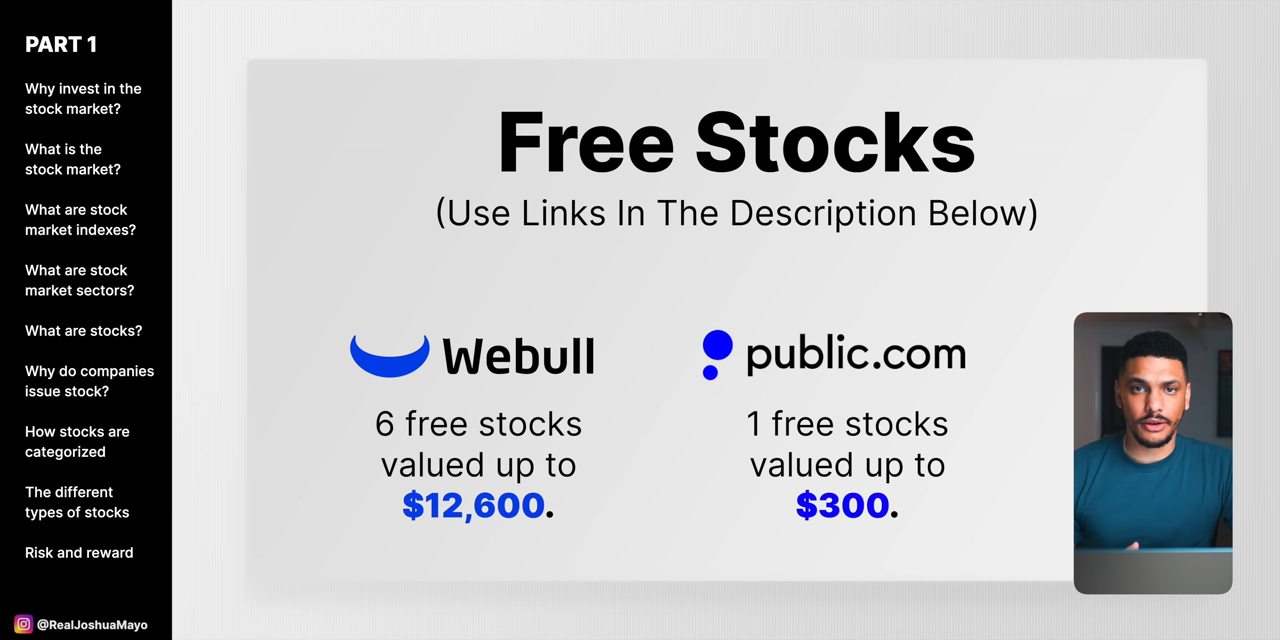 PART 1
Why invest in the
stock market?
What is the
stock market?
What are stock
market indexes?
What are stock
market sectors?
What are stocks?
Why do companies
issue stock?
How stocks are
categorized
The different
types of stocks
Risk and reward
@RealJoshuaMayo
Free Stocks
(Use Links In The Description Below)
Webull
6 free stocks
valued up to
$12,600.
public.com
1 free stocks
valued up to
$300.